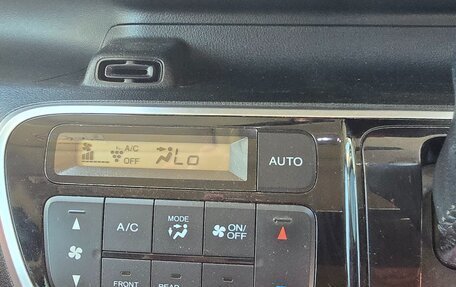 A/C
OFF LO
AUTO
A/C MODE ON/OFF
FRONT REAR